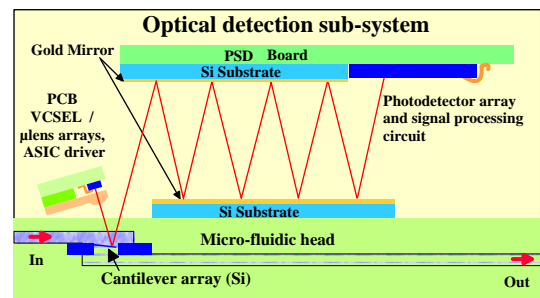 Optical detection sub-system
Gold Mirror
PSD Board
Si Substrate
PCB
VCSEL /
µlens arrays,
ASIC driver
Photodetector array
and signal processing
circuit
Si Substrate
Micro-fluidic head
In
Cantilever array (Si)
Out